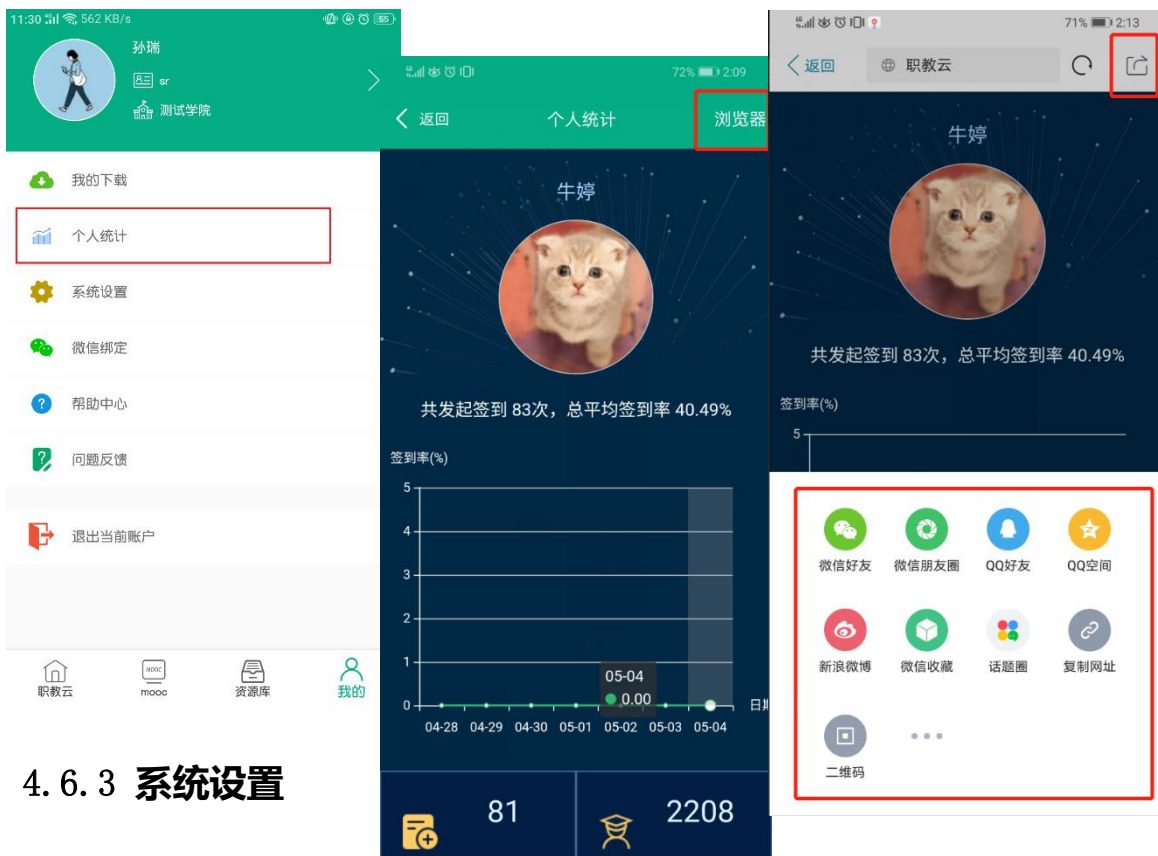 11:30 562 KB/s 55
孙瑞
sr
测试学院
我的下载
个人统计
系统设置
微信绑定
帮助中心
问题反馈
退出当前账户
职教云
MOOC
mooc
资源库
我的
4.6.3 系统设置
72% 2:09
返回
个人统计
浏览器
牛婷
共发起签到 83次，总平均签到率 40.49%
签到率(%)
5
4
3
2
1
0
05-04
0.00
日期
04-28 04-29 04-30 05-01 05-02 05-03 05-04
81
2208
71% 2:13
返回
职教云
牛婷
共发起签到 83次，总平均签到率 40.49%
签到率(%)
5
微信好友 微信朋友圈 QQ好友 QQ空间
新浪微博 微信收藏 话题圈 复制网址
二维码